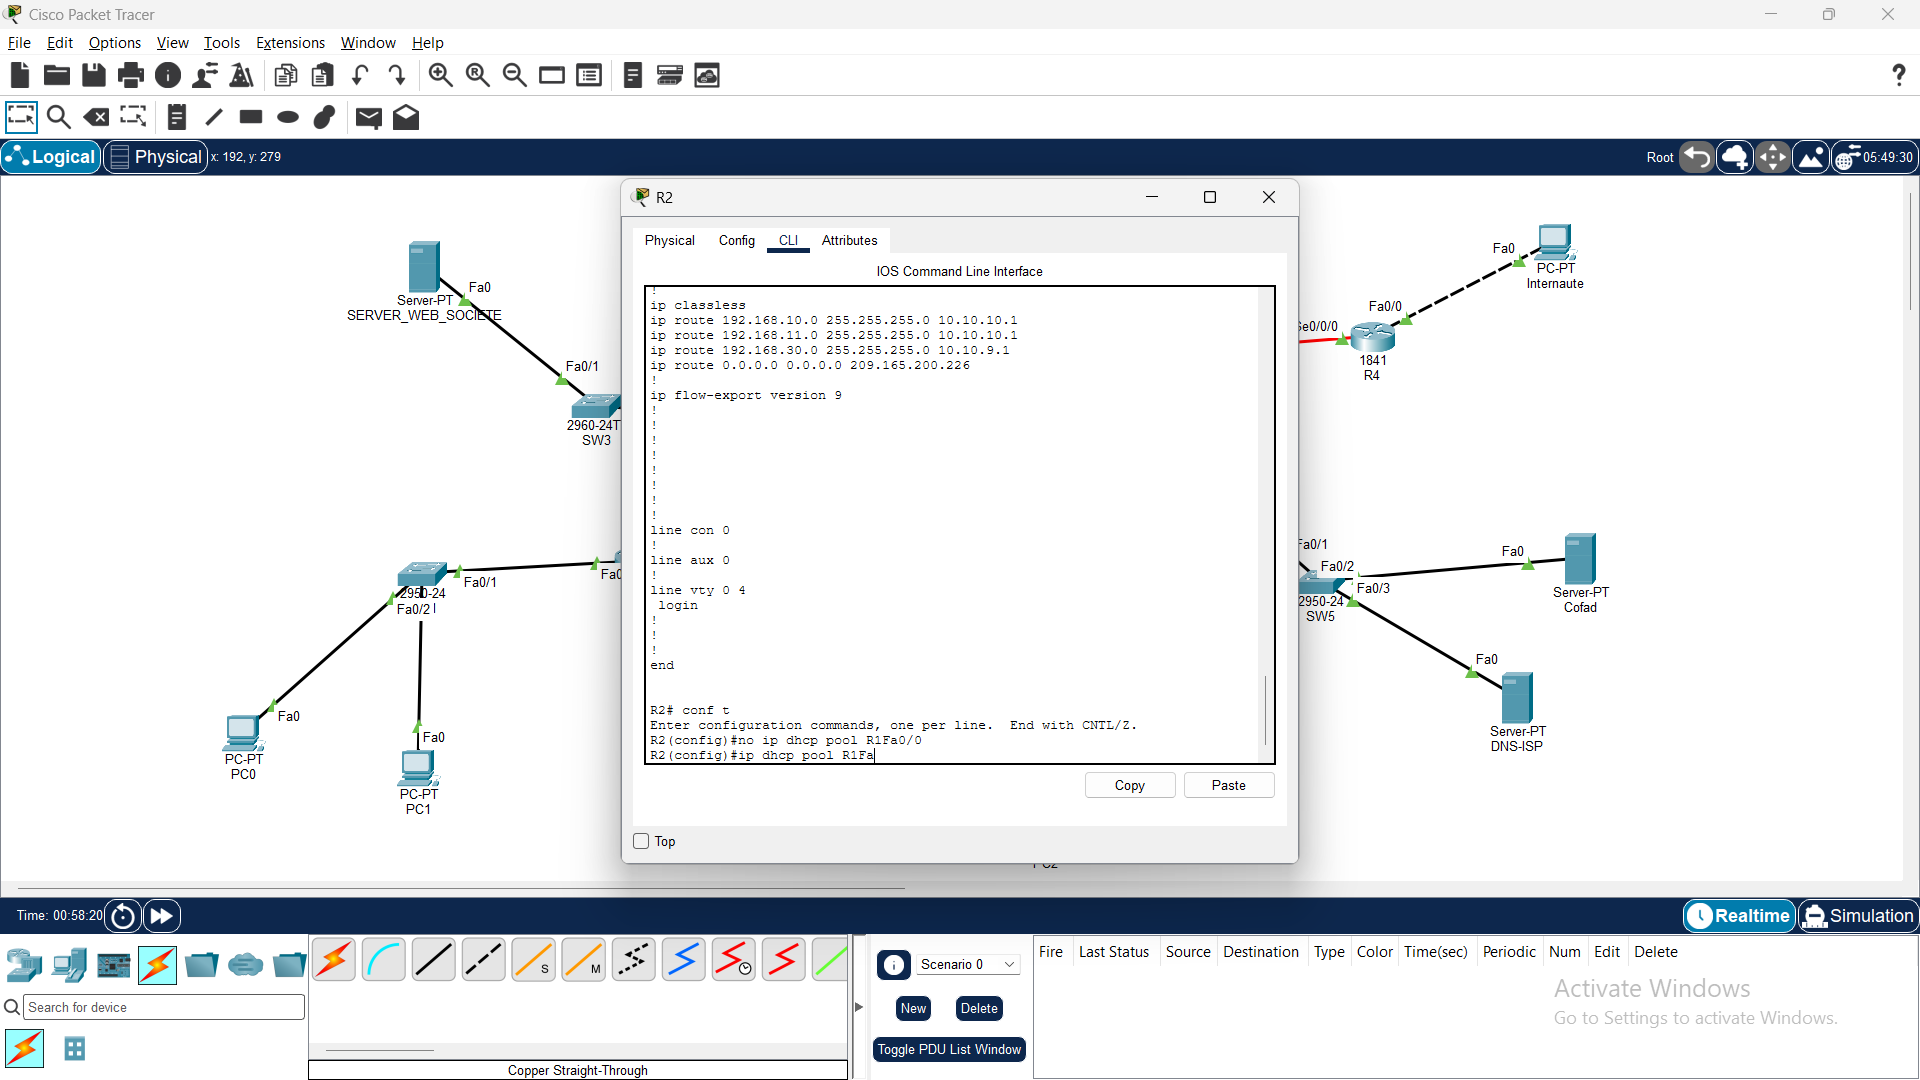 Cisco Packet Tracer
File Edit Options View Tools Extensions Window Help
Logical Physical x: 192, y: 279 Root 05:49:30
R2
Physical Config CLI Attributes
IOS Command Line Interface
!
ip classless
ip route 192.168.10.0 255.255.255.0 10.10.10.1
ip route 192.168.11.0 255.255.255.0 10.10.10.1
ip route 192.168.30.0 255.255.255.0 10.10.9.1
ip route 0.0.0.0 0.0.0.0 209.165.200.226
!
ip flow-export version 9
!
!
!
!
!
!
!
!
line con 0
!
line aux 0
!
line vty 0 4
login
!
!
!
end
R2# conf t
Enter configuration commands, one per line. End with CNTL/Z.
R2(config)#no ip dhcp pool R1Fa0/0
R2(config)#ip dhcp pool R1Fa
Copy Paste
Top
Fa0
Server-PT
SERVER_WEB_SOCIETE
Fa0/1
2960-24T
SW3
Fa0/1
2950-24
Fa0/2
Fa0
PC-PT
PC0
Fa0
PC-PT
PC1
Fa0
PC-PT
Internaute
Fa0/0
Se0/0/0
1841
R4
Fa0/1
Fa0/2
Fa0/3
2950-24
SW5
Fa0
Server-PT
Cofad
Fa0
Server-PT
DNS-ISP
Time: 00:58:20 Realtime Simulation
Search for device
S M
Copper Straight-Through
Scenario 0
New Delete
Toggle PDU List Window
Fire Last Status Source Destination Type Color Time(sec) Periodic Num Edit Delete
Activate Windows
Go to Settings to activate Windows.